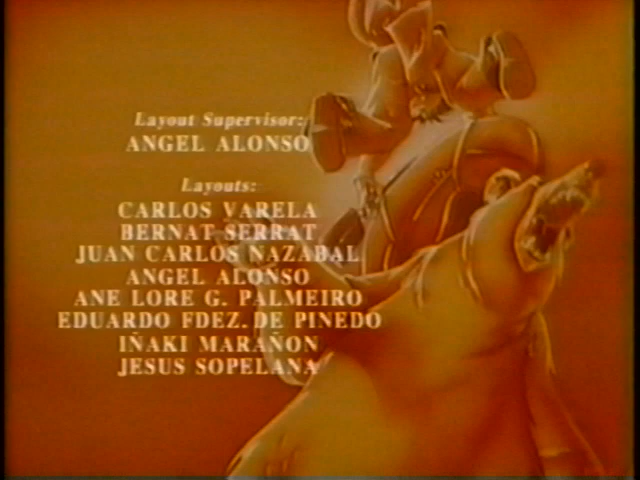 Layout Supervisor:
ANGEL ALONSO
Layouts:
CARLOS VARELA
BERNAT SERRAT
JUAN CARLOS NAZABAL
ANGEL ALONSO
ANE LORE G. PALMEIRO
EDUARDO FDEZ. DE PINEDO
IÑAKI MARAÑON
JESUS SOPELANA